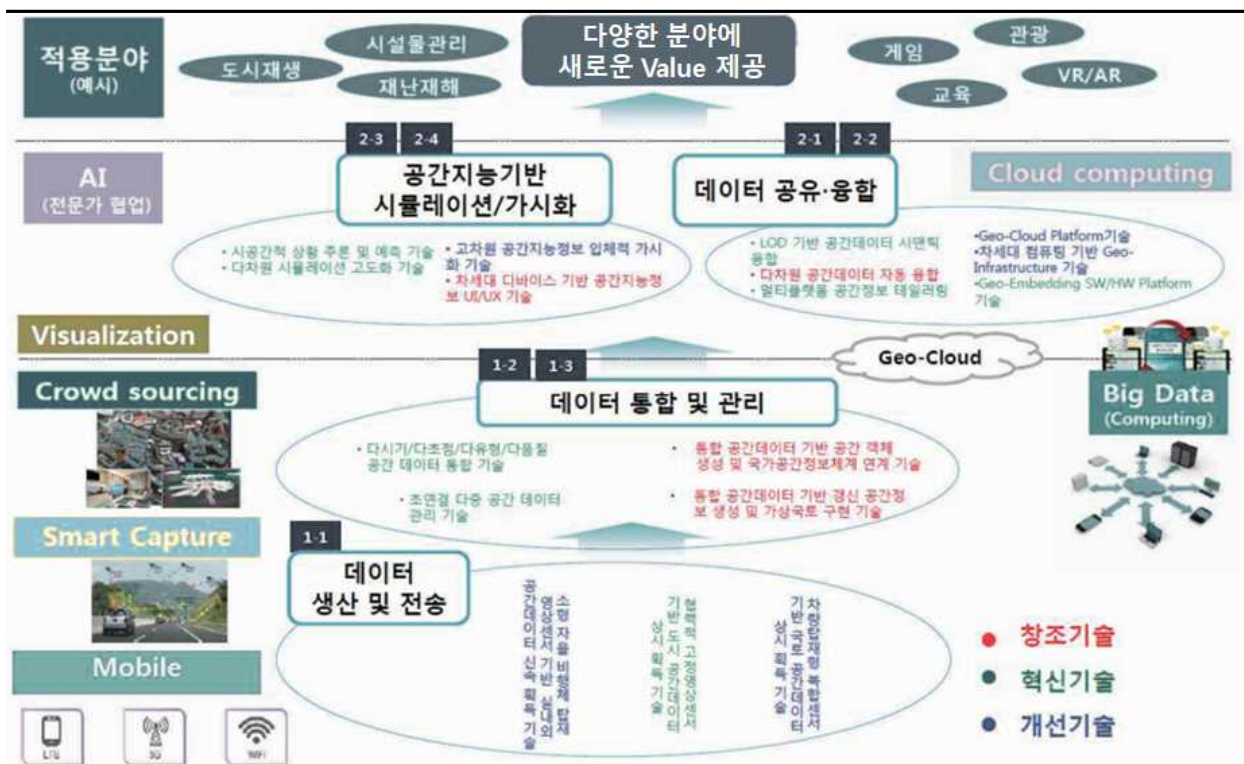 적용분야
(예시)
도시재생
시설물관리
재난재해
다양한 분야에
새로운 Value 제공
게임
관광
교육
VR/AR
2-3
2-4
2-1
2-2
AI
(전문가 협업)
공간지능기반
시뮬레이션/가시화
데이터 공유·융합
Cloud computing
• 시공간적 상황 추론 및 예측 기술
• 다차원 시뮬레이션 고도화 기술
• 고차원 공간지능정보 입체적 가시
화 기술
• 차세대 디바이스 기반 공간지능정
보 UI/UX 기술
• LOD 기반 공간데이터 시맨틱
융합
• 다차원 공간데이터 자동 융합
• 멀티플랫폼 공간정보 테일러링
•Geo-Cloud Platform기술
•차세대 컴퓨팅 기반 Geo-
Infrastructure 기술
•Geo-Embedding SW/HW Platform
기술
Visualization
Geo-Cloud
1-2
1-3
데이터 통합 및 관리
Crowd sourcing
Big Data
(Computing)
• 다시기/다초점/다유형/다품질
공간 데이터 통합 기술
• 초연결 다중 공간 데이터
관리 기술
• 통합 공간데이터 기반 공간 객체
생성 및 국가공간정보체계 연계 기술
• 통합 공간데이터 기반 갱신 공간정
보 생성 및 가상국토 구현 기술
Smart Capture
1-1
데이터
생산 및 전송
소형 자율 비행체 탑재
영상센서 기반 실내외
공간데이터 신속 획득 기술
협력적 고정영상센서
기반 도시 공간데이터
상시 획득 기술
차량탑재형 복합센서
기반 국토 공간데이터
상시 획득 기술
Mobile
LTE
5G
WiFi
• 창조기술
• 혁신기술
• 개선기술